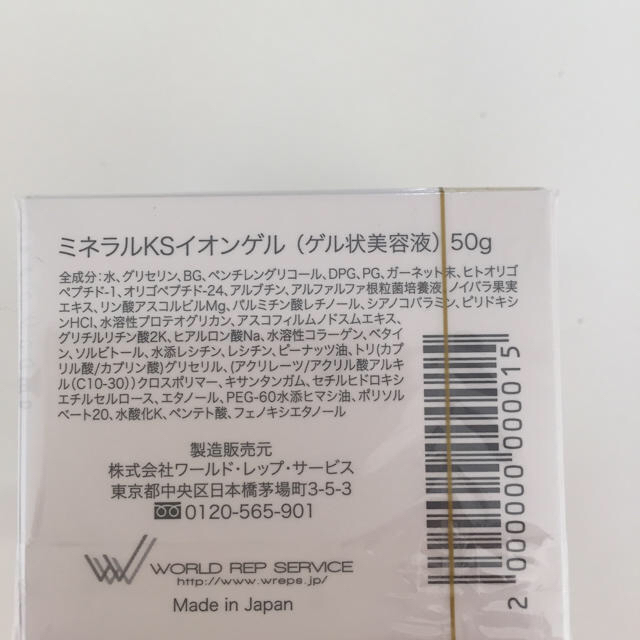 ミネラルKSイオンゲル（ゲル状美容液）50g
全成分：水、グリセリン、BG、ペンチレングリコール、DPG、PG、ガーネット末、ヒトオリゴ
ペプチド-1、オリゴペプチド-24、アルブチン、アルファルファ根粒菌培養液、ノイバラ果実
エキス、リン酸アスコルビルMg、パルミチン酸レチノール、シアノコバラミン、ピリドキシ
ンHCl、水溶性プロテオグリカン、アスコフィルムノドスムエキス、
グリチルリチン酸2K、ヒアルロン酸Na、水溶性コラーゲン、ベタイ
ン、ソルビトール、水添レシチン、レシチン、ピーナッツ油、トリ(カプ
リル酸/カプリン酸)グリセリル、(アクリレーツ/アクリル酸アルキ
ル(C10-30))クロスポリマー、キサンタンガム、セチルヒドロキシ
エチルセルロース、エタノール、PEG-60水添ヒマシ油、ポリソル
ベート20、水酸化K、ペンテト酸、フェノキシエタノール
製造販売元
株式会社ワールド・レップ・サービス
東京都中央区日本橋茅場町3-5-3
0120-565-901
WORLD REP SERVICE
http://www.wreps.jp/
Made in Japan
2 000000 000015